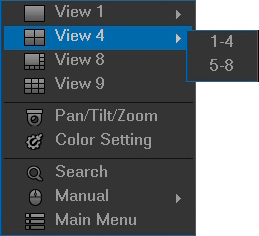 View 1
View 4
1-4
5-8
View 8
View 9
Pan/Tilt/Zoom
Color Setting
Search
Manual
Main Menu